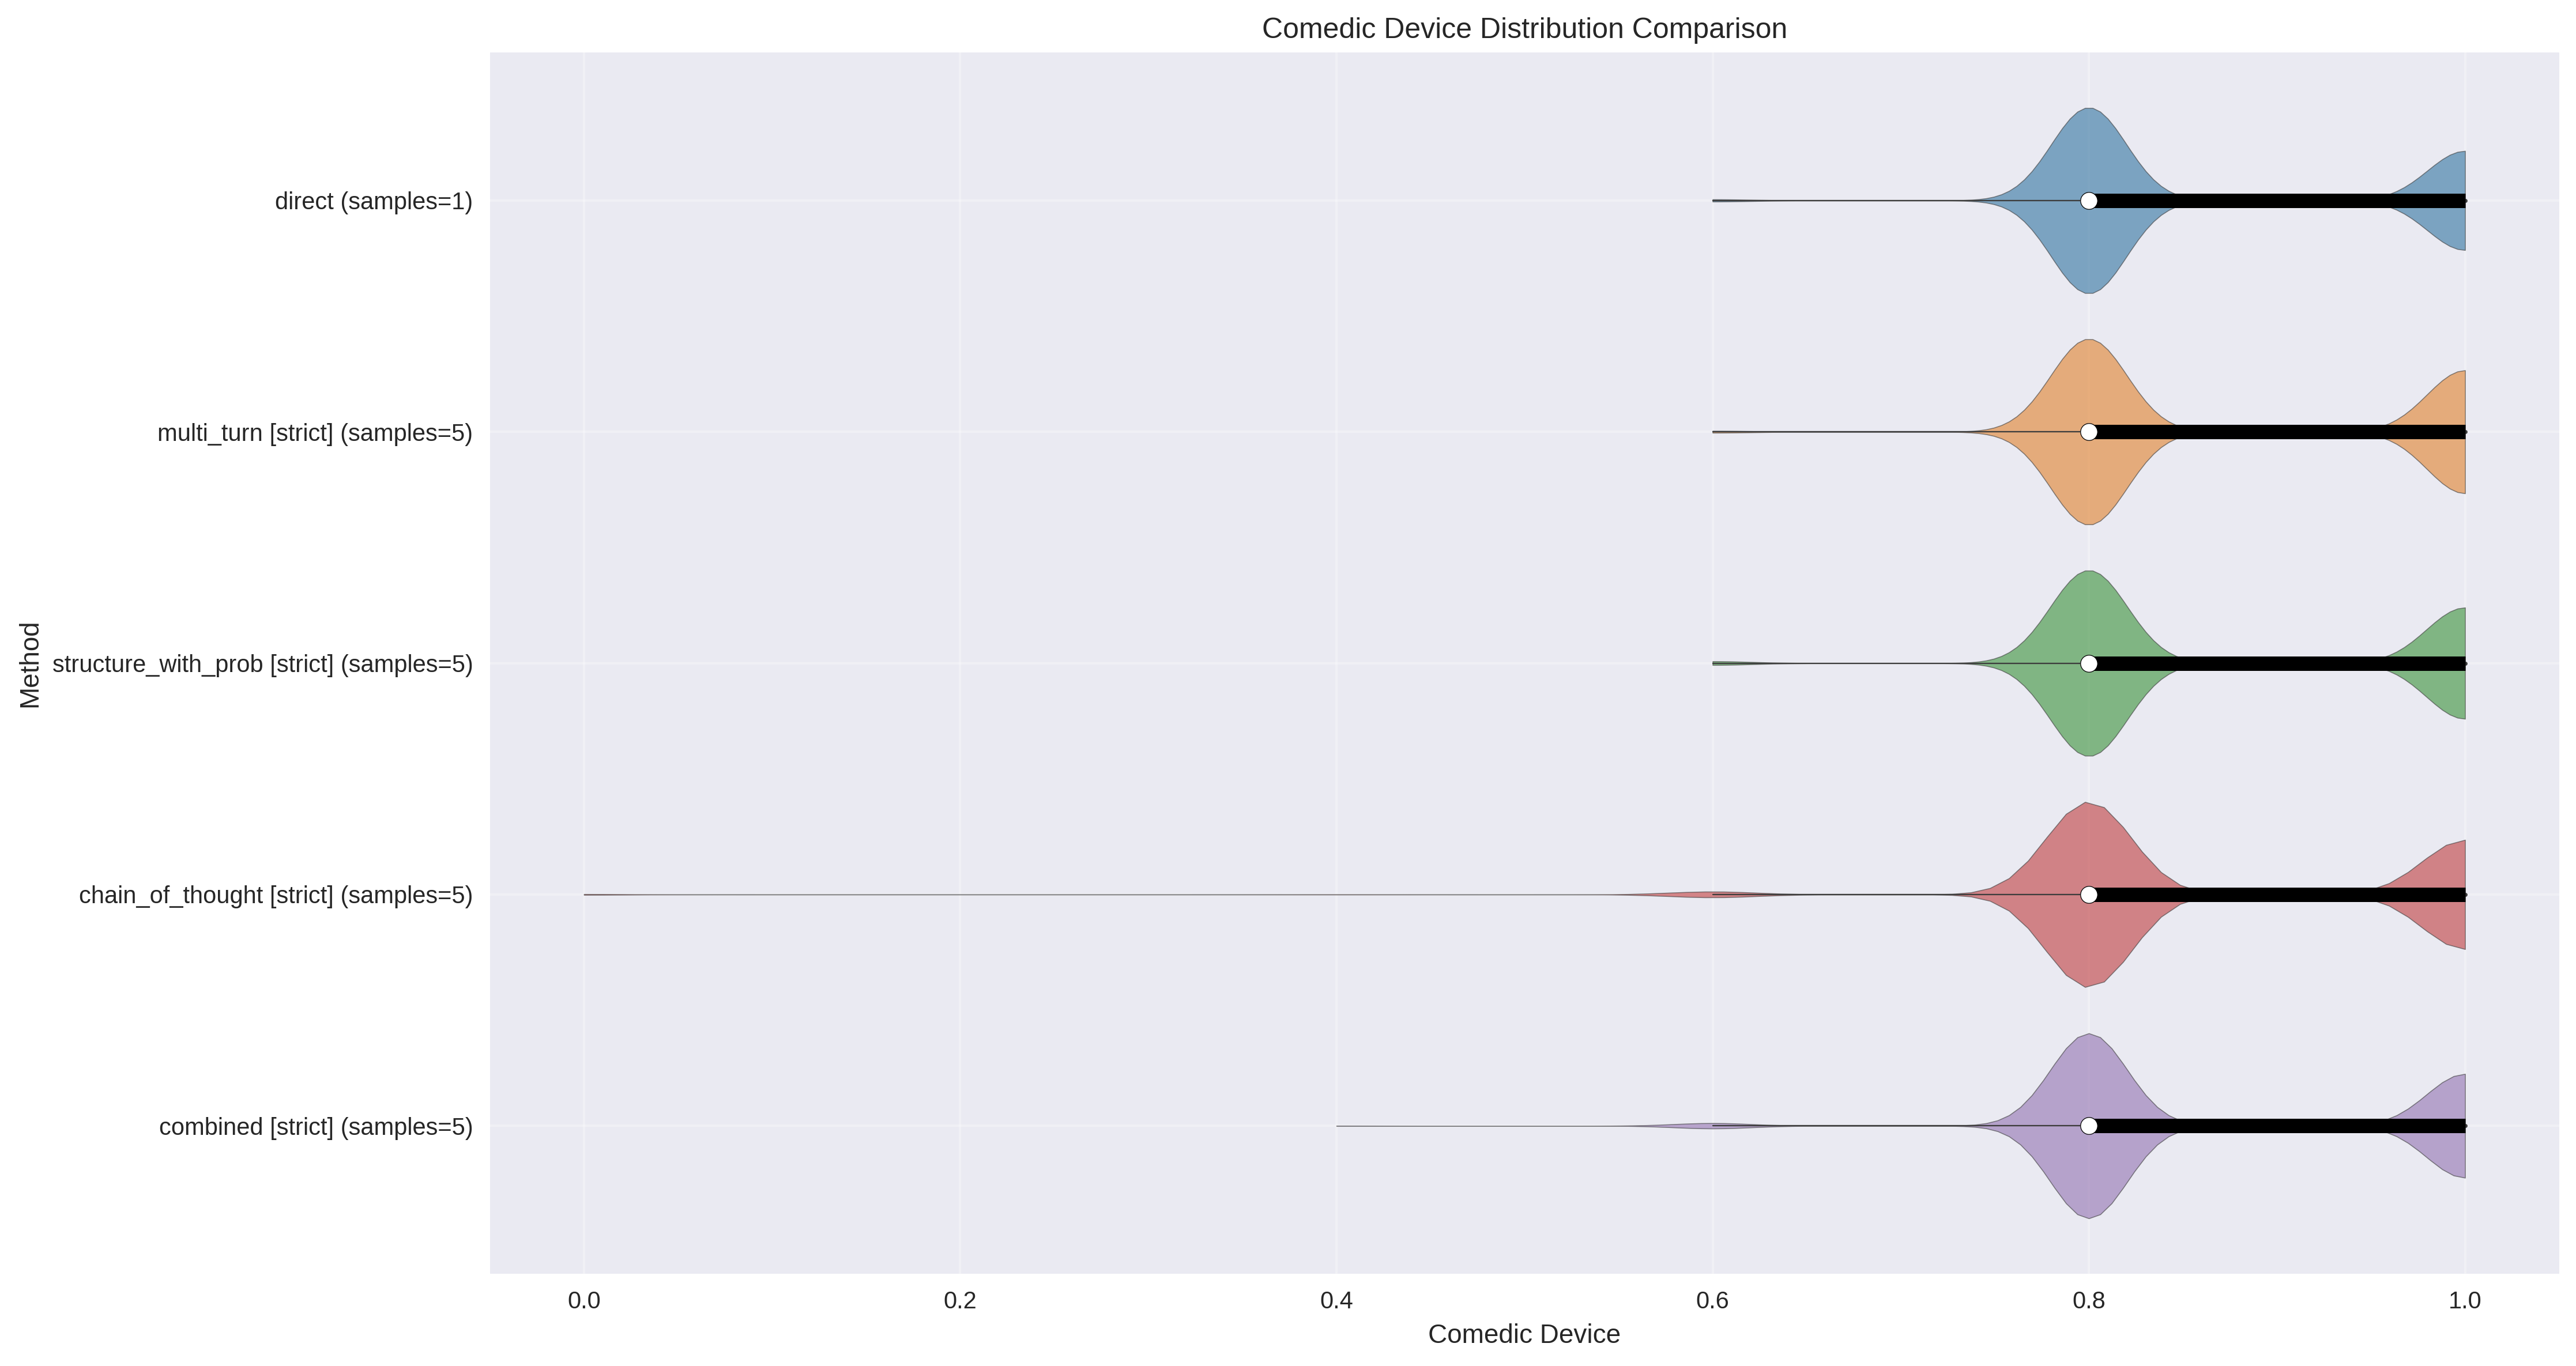 Comedic Device Distribution Comparison
direct (samples=1)
multi_turn [strict] (samples=5)
structure_with_prob [strict] (samples=5)
chain_of_thought [strict] (samples=5)
combined [strict] (samples=5)
Method
0.0 0.2 0.4 0.6 0.8 1.0
Comedic Device